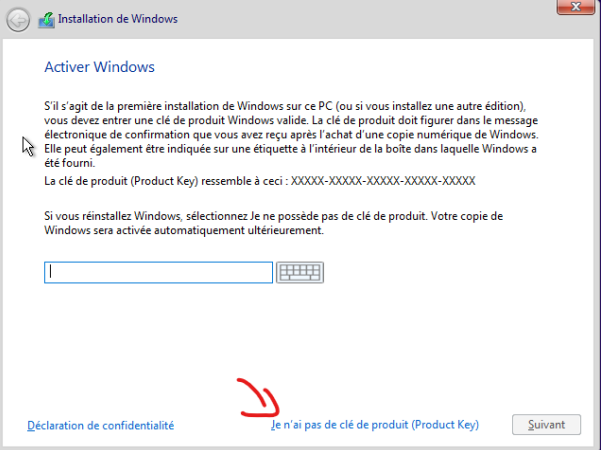 Installation de Windows
Activer Windows
S'il s'agit de la première installation de Windows sur ce PC (ou si vous installez une autre édition),
vous devez entrer une clé de produit Windows valide. La clé de produit doit figurer dans le message
électronique de confirmation que vous avez reçu après l'achat d'une copie numérique de Windows.
Elle peut également être indiquée sur une étiquette à l'intérieur de la boîte dans laquelle Windows a
été fourni.
La clé de produit (Product Key) ressemble à ceci : XXXXX-XXXXX-XXXXX-XXXXX-XXXXX
Si vous réinstallez Windows, sélectionnez Je ne possède pas de clé de produit. Votre copie de
Windows sera activée automatiquement ultérieurement.
Déclaration de confidentialité
Je n'ai pas de clé de produit (Product Key)
Suivant